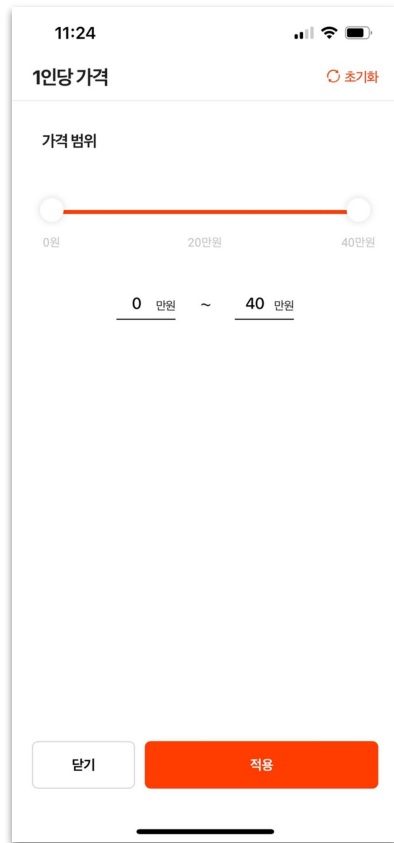 11:24
1인당 가격 초기화
가격 범위
0원 20만원 40만원
0 만원 ~ 40 만원
닫기 적용